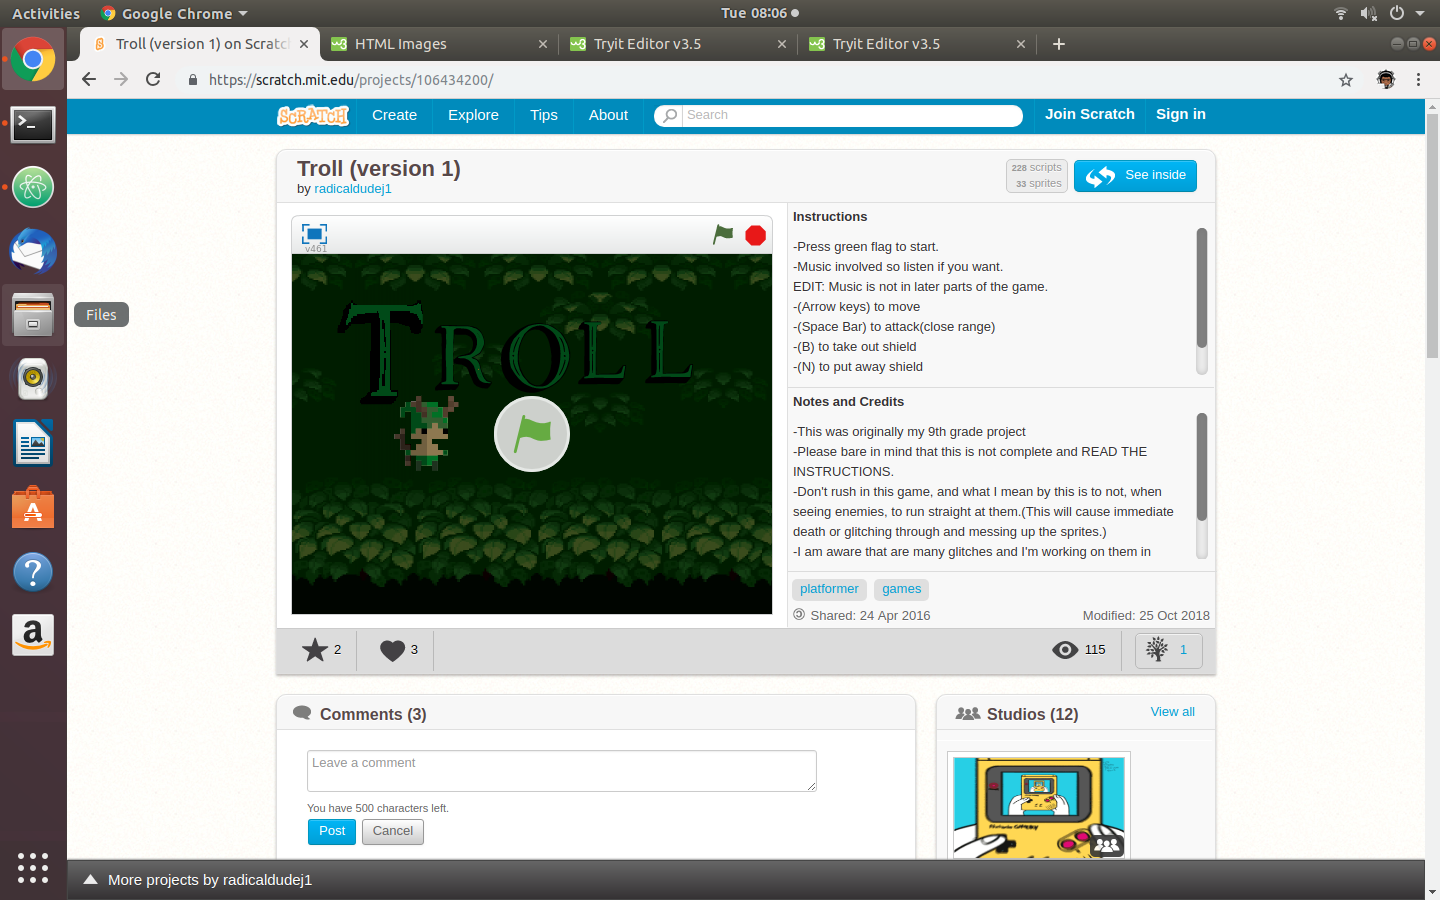 Activities
Google Chrome
Tue 08:06
Troll (version 1) on Scratc
HTML Images
Tryit Editor v3.5
Tryit Editor v3.5
https://scratch.mit.edu/projects/106434200/
SCRATCH
Create
Explore
Tips
About
Search
Join Scratch
Sign in
Troll (version 1)
by radicaldudej1
228 scripts
33 sprites
See inside
v461
TROLL
Instructions
-Press green flag to start.
-Music involved so listen if you want.
EDIT: Music is not in later parts of the game.
-(Arrow keys) to move
-(Space Bar) to attack(close range)
-(B) to take out shield
-(N) to put away shield
Files
Notes and Credits
-This was originally my 9th grade project
-Please bare in mind that this is not complete and READ THE
INSTRUCTIONS.
-Don't rush in this game, and what I mean by this is to not, when
seeing enemies, to run straight at them.(This will cause immediate
death or glitching through and messing up the sprites.)
-I am aware that are many glitches and I'm working on them in
platformer
games
Shared: 24 Apr 2016
Modified: 25 Oct 2018
2
3
115
1
Comments (3)
Leave a comment
You have 500 characters left.
Post
Cancel
Studios (12)
View all
More projects by radicaldudej1